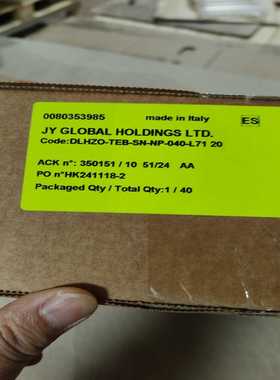 0080353985 made in Italy ES
JY GLOBAL HOLDINGS LTD.
Code:DLHZO-TEB-SN-NP-040-L71 20
ACK n°: 350151 / 10 51/24 AA
PO n°HK241118-2
Packaged Qty / Total Qty:1 / 40